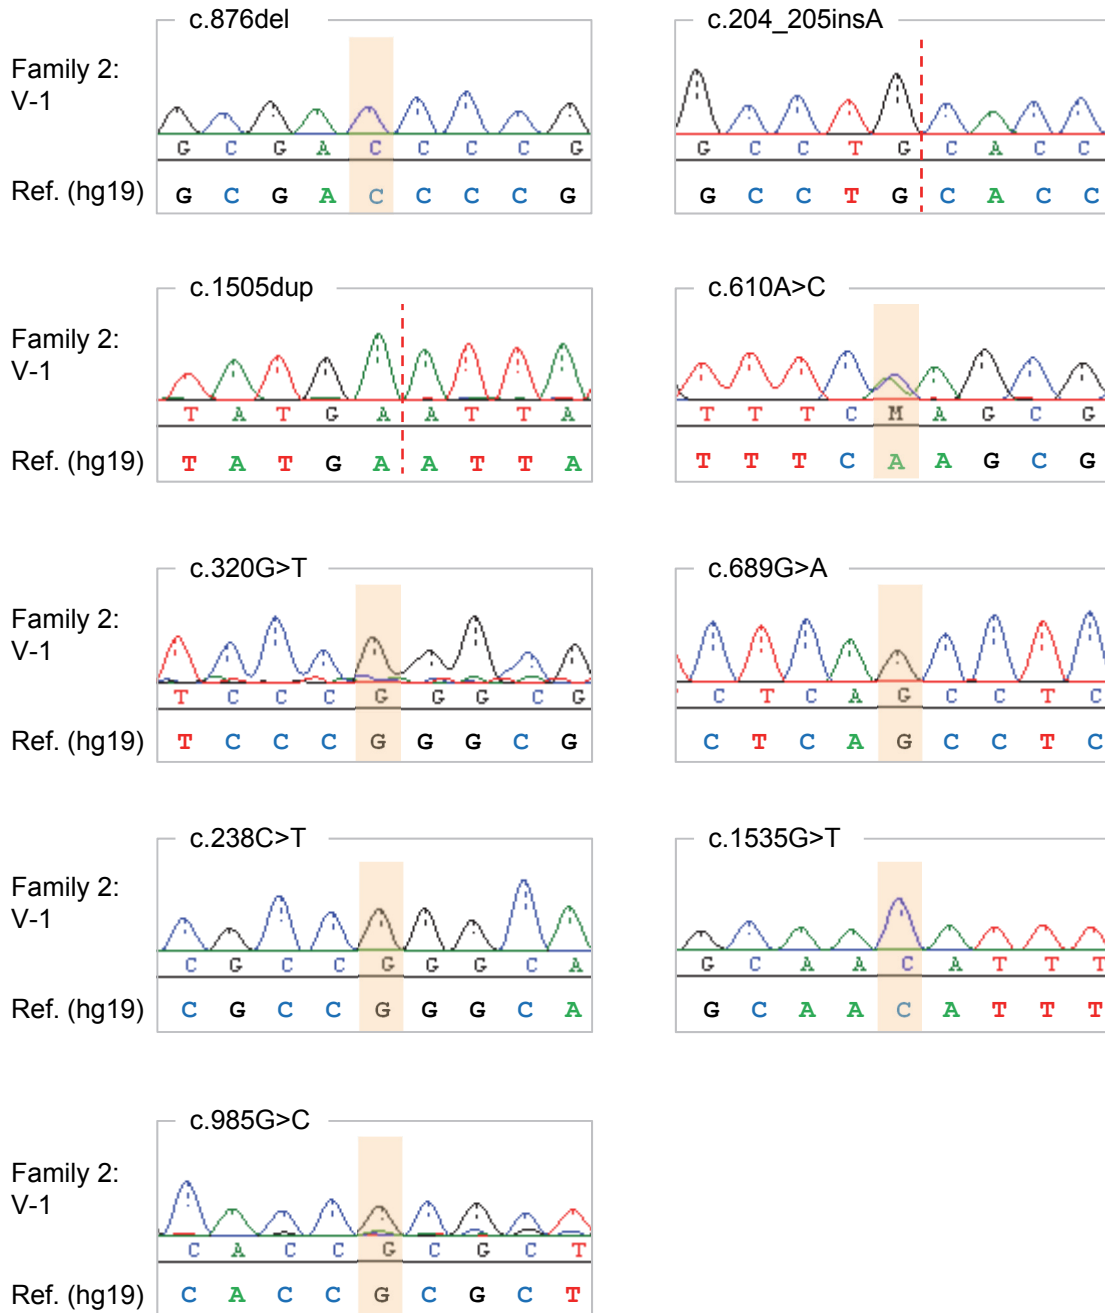 c.876del
Family 2:
V-1
G C G A C C C C G
Ref. (hg19) G C G A C C C C G
c.204_205insA
G C C T G C A C C
G C C T G C A C C
c.1505dup
Family 2:
V-1
T A T G A A T T A
Ref. (hg19) T A T G A A T T A
c.610A>C
T T T C M A G C G
T T T C A A G C G
c.320G>T
Family 2:
V-1
T C C C G G G C G
Ref. (hg19) T C C C G G G C G
c.689G>A
C T C A G C C T C
C T C A G C C T C
c.238C>T
Family 2:
V-1
C G C C G G G C A
Ref. (hg19) C G C C G G G C A
c.1535G>T
G C A A C A T T T
G C A A C A T T T
c.985G>C
Family 2:
V-1
C A C C G C G C T
Ref. (hg19) C A C C G C G C T